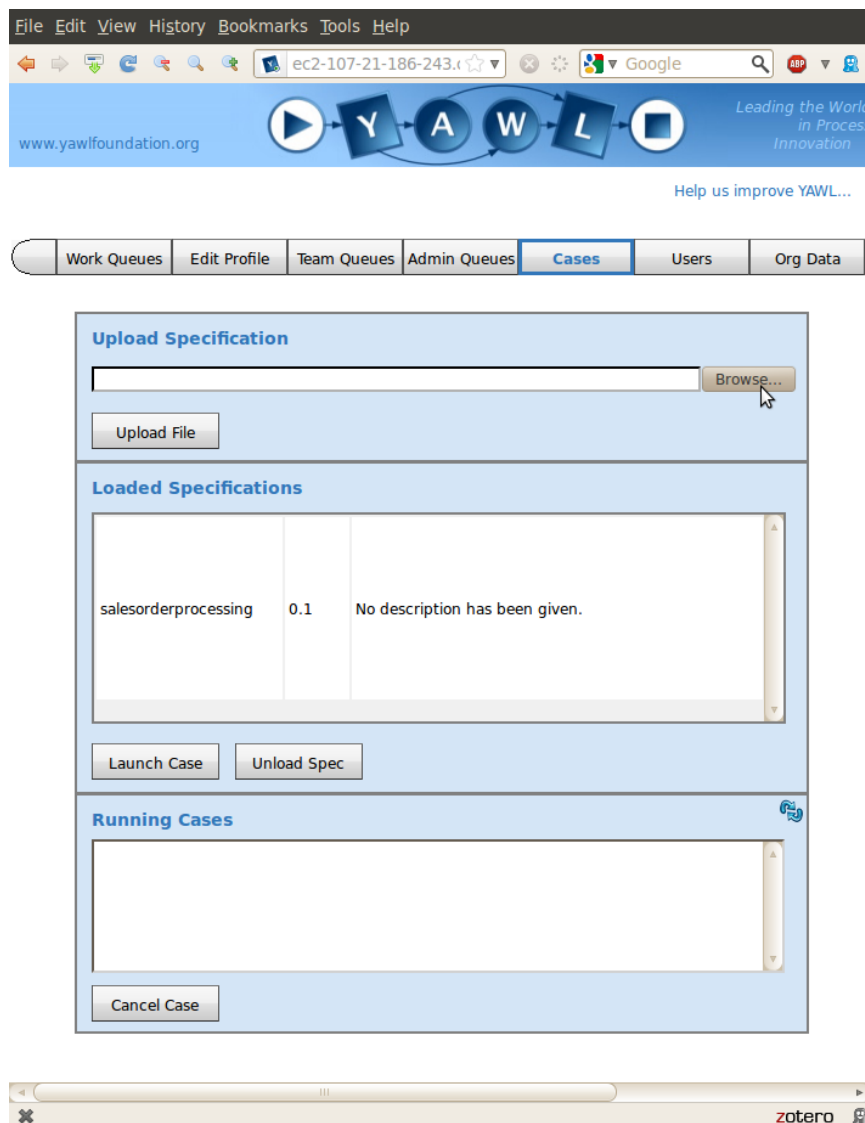 File Edit View History Bookmarks Tools Help
ec2-107-21-186-243.c Google ABP
www.yawlfoundation.org
Y A W L
Leading the World
in Process
Innovation
Help us improve YAWL...
Work Queues Edit Profile Team Queues Admin Queues Cases Users Org Data
Upload Specification
Browse...
Upload File
Loaded Specifications
salesorderprocessing 0.1 No description has been given.
Launch Case Unload Spec
Running Cases
Cancel Case
zotero